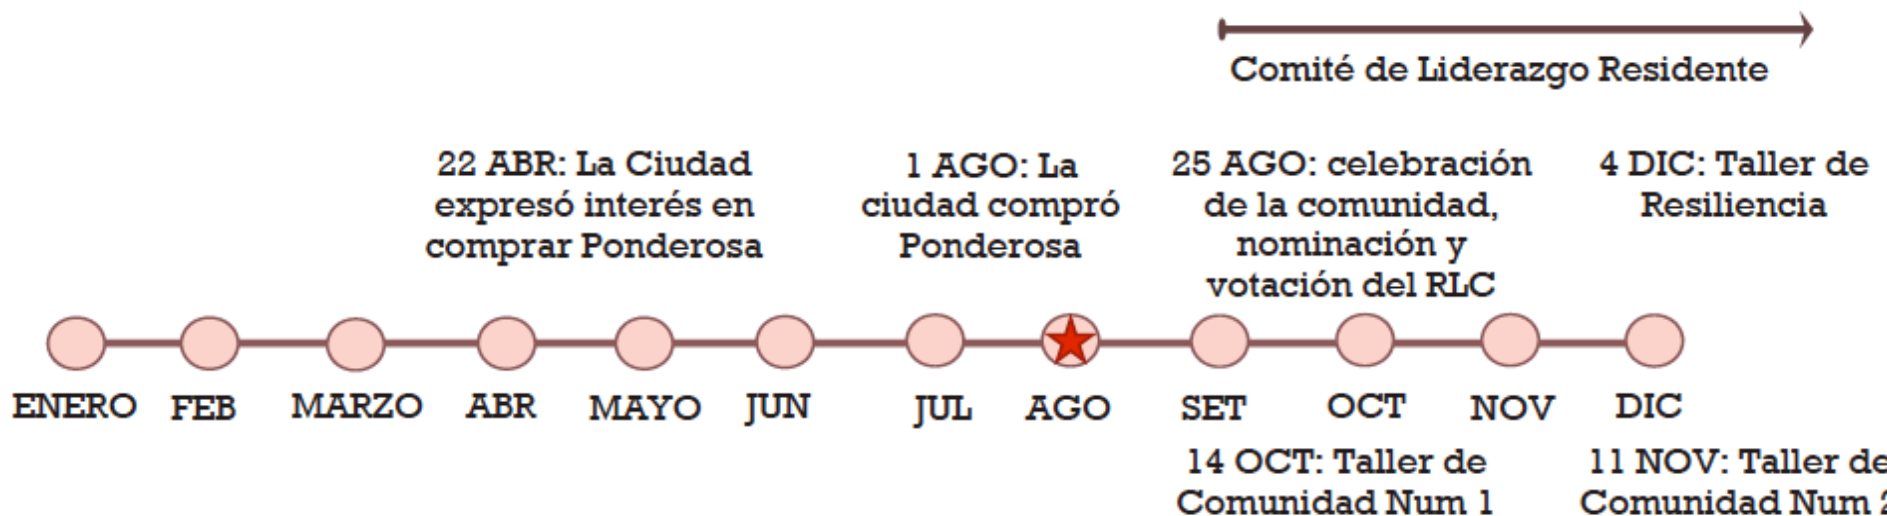 Comité de Liderazgo Residente
22 ABR: La Ciudad
expresó interés en
comprar Ponderosa
1 AGO: La
ciudad compró
Ponderosa
25 AGO: celebración
de la comunidad,
nominación y
votación del RLC
4 DIC: Taller de
Resiliencia
ENERO FEB MARZO ABR MAYO JUN JUL AGO SET OCT NOV DIC
14 OCT: Taller de
Comunidad Num 1
11 NOV: Taller de
Comunidad Num 2